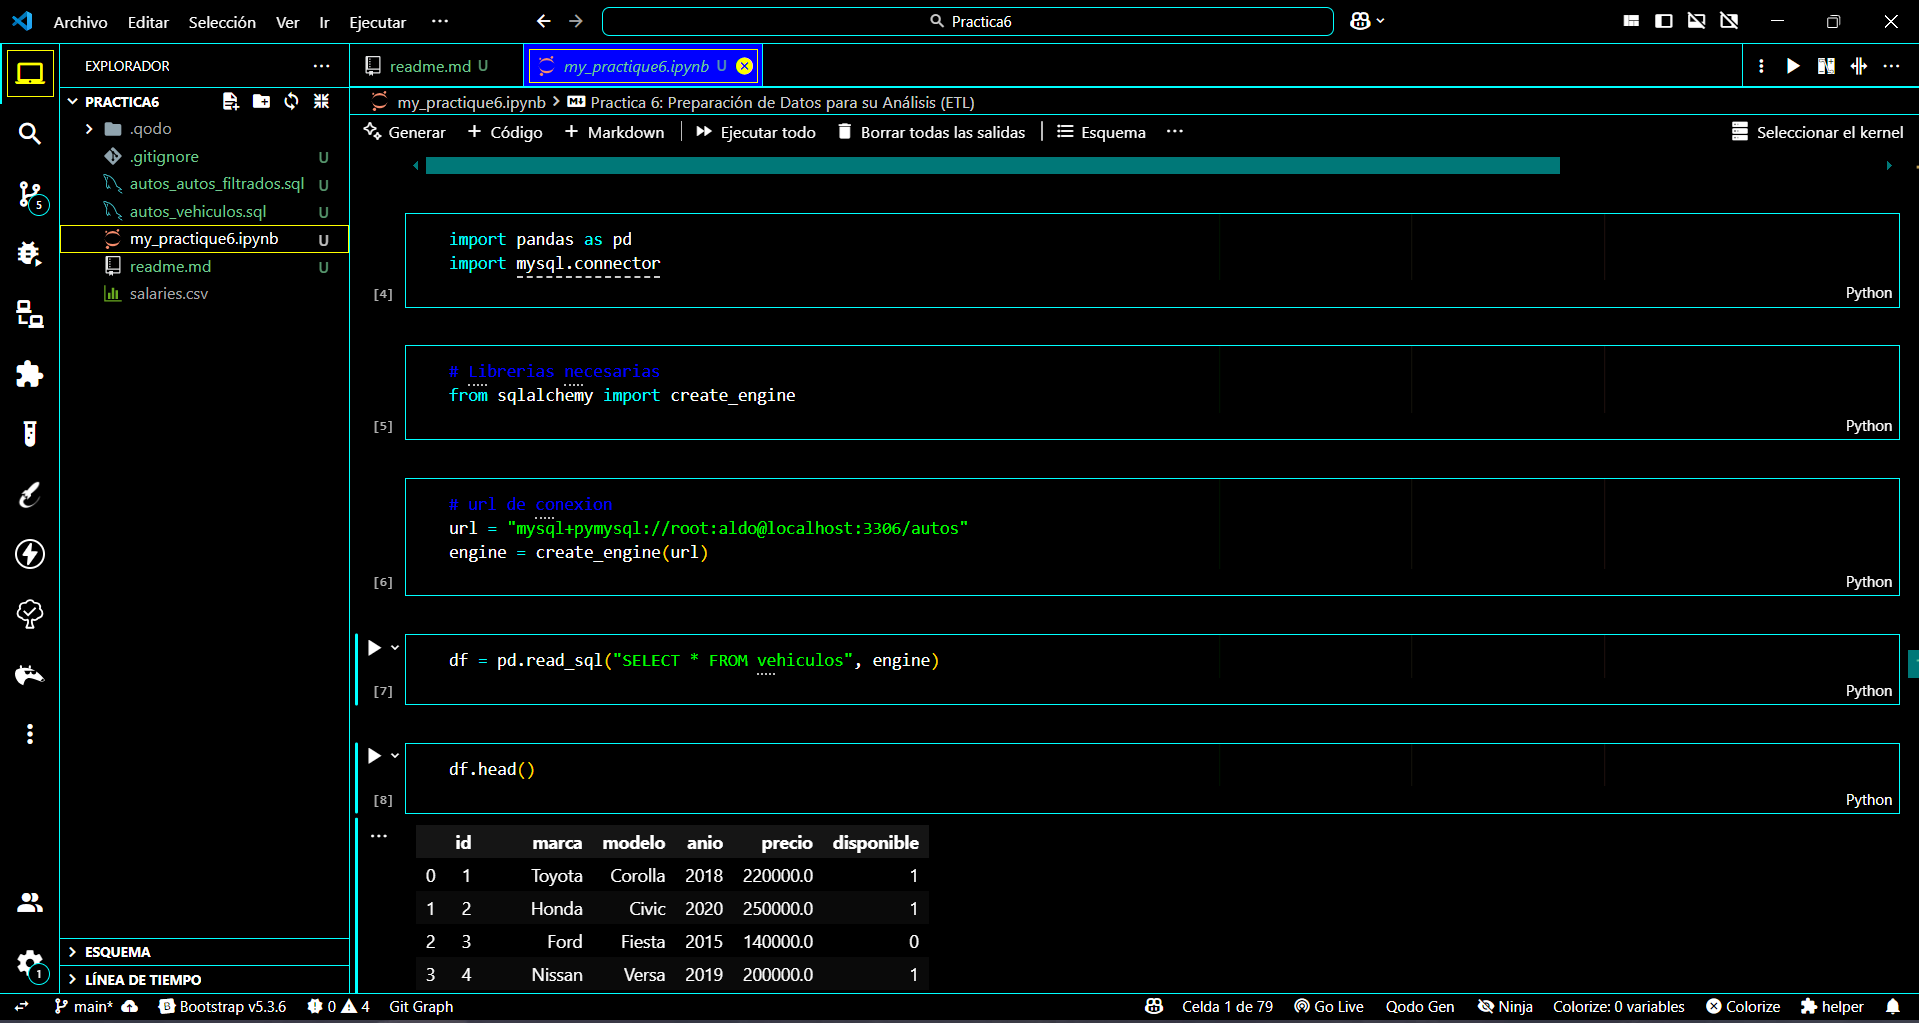 Archivo Editar Selección Ver Ir Ejecutar ···
Practica6
EXPLORADOR ···
readme.md U
my_practique6.ipynb U
PRACTICA6
.qodo
.gitignore U
autos_autos_filtrados.sql U
autos_vehiculos.sql U
my_practique6.ipynb U
readme.md U
salaries.csv
5
my_practique6.ipynb > Practica 6: Preparación de Datos para su Análisis (ETL)
Generar + Código + Markdown Ejecutar todo Borrar todas las salidas Esquema ··· Seleccionar el kernel
import pandas as pd
import mysql.connector
[4] Python
# Librerias necesarias
from sqlalchemy import create_engine
[5] Python
# url de conexion
url = "mysql+pymysql://root:aldo@localhost:3306/autos"
engine = create_engine(url)
[6] Python
df = pd.read_sql("SELECT * FROM vehiculos", engine)
[7] Python
df.head()
[8] Python
id marca modelo anio precio disponible
0 1 Toyota Corolla 2018 220000.0 1
1 2 Honda Civic 2020 250000.0 1
2 3 Ford Fiesta 2015 140000.0 0
3 4 Nissan Versa 2019 200000.0 1
ESQUEMA
LÍNEA DE TIEMPO
1
main* Bootstrap v5.3.6 0 4 Git Graph Celda 1 de 79 Go Live Qodo Gen Ninja Colorize: 0 variables Colorize helper